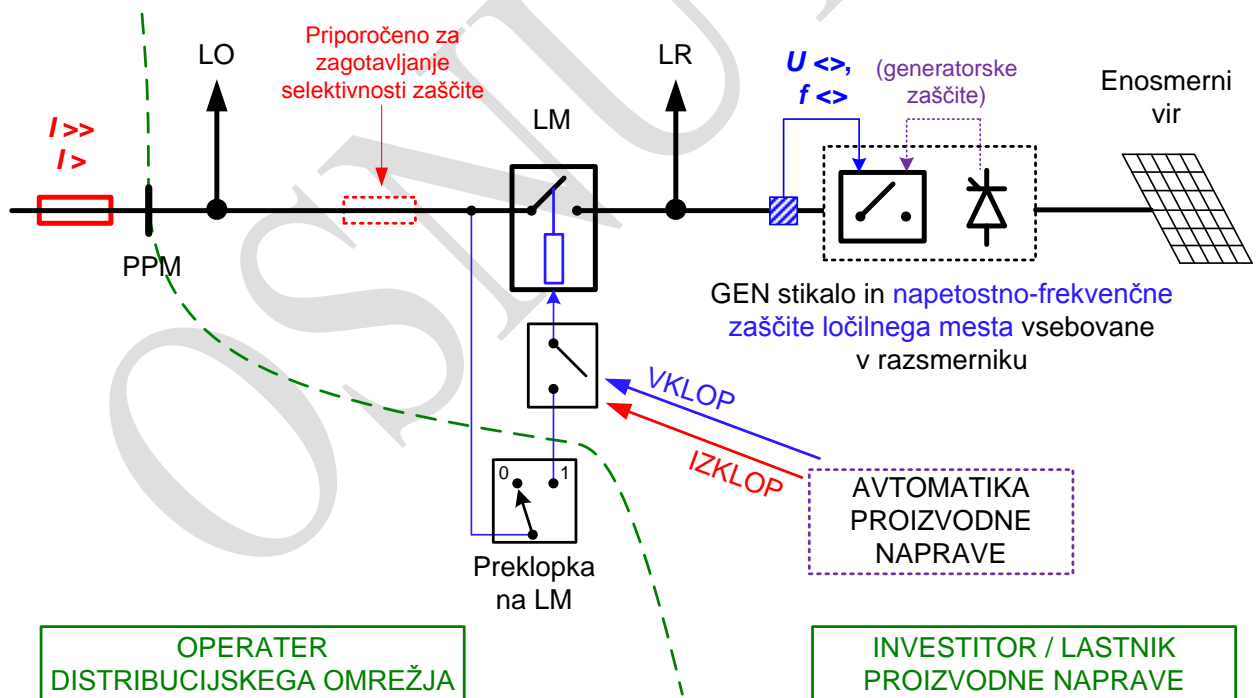 LO
Priporočeno za
zagotavljanje
selektivnosti zaščite
LM
LR
U <>,
f <>
(generatorske
zaščite)
Enosmerni
vir
I >>
I >
PPM
GEN stikalo in napetostno-frekvenčne
zaščite ločilnega mesta vsebovane
v razsmerniku
VKLOP
IZKLOP
0
1
Preklopka
na LM
AVTOMATIKA
PROIZVODNE
NAPRAVE
OPERATER
DISTRIBUCIJSKEGA OMREŽJA
INVESTITOR / LASTNIK
PROIZVODNE NAPRAVE